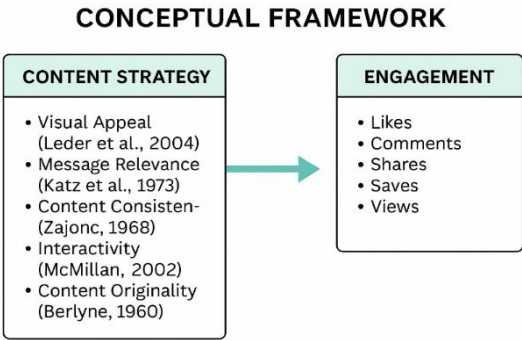 CONCEPTUAL FRAMEWORK
CONTENT STRATEGY
• Visual Appeal
(Leder et al., 2004)
• Message Relevance
(Katz et al., 1973)
• Content Consisten-
(Zajonc, 1968)
• Interactivity
(McMillan, 2002)
• Content Originality
(Berlyne, 1960)
ENGAGEMENT
• Likes
• Comments
• Shares
• Saves
• Views